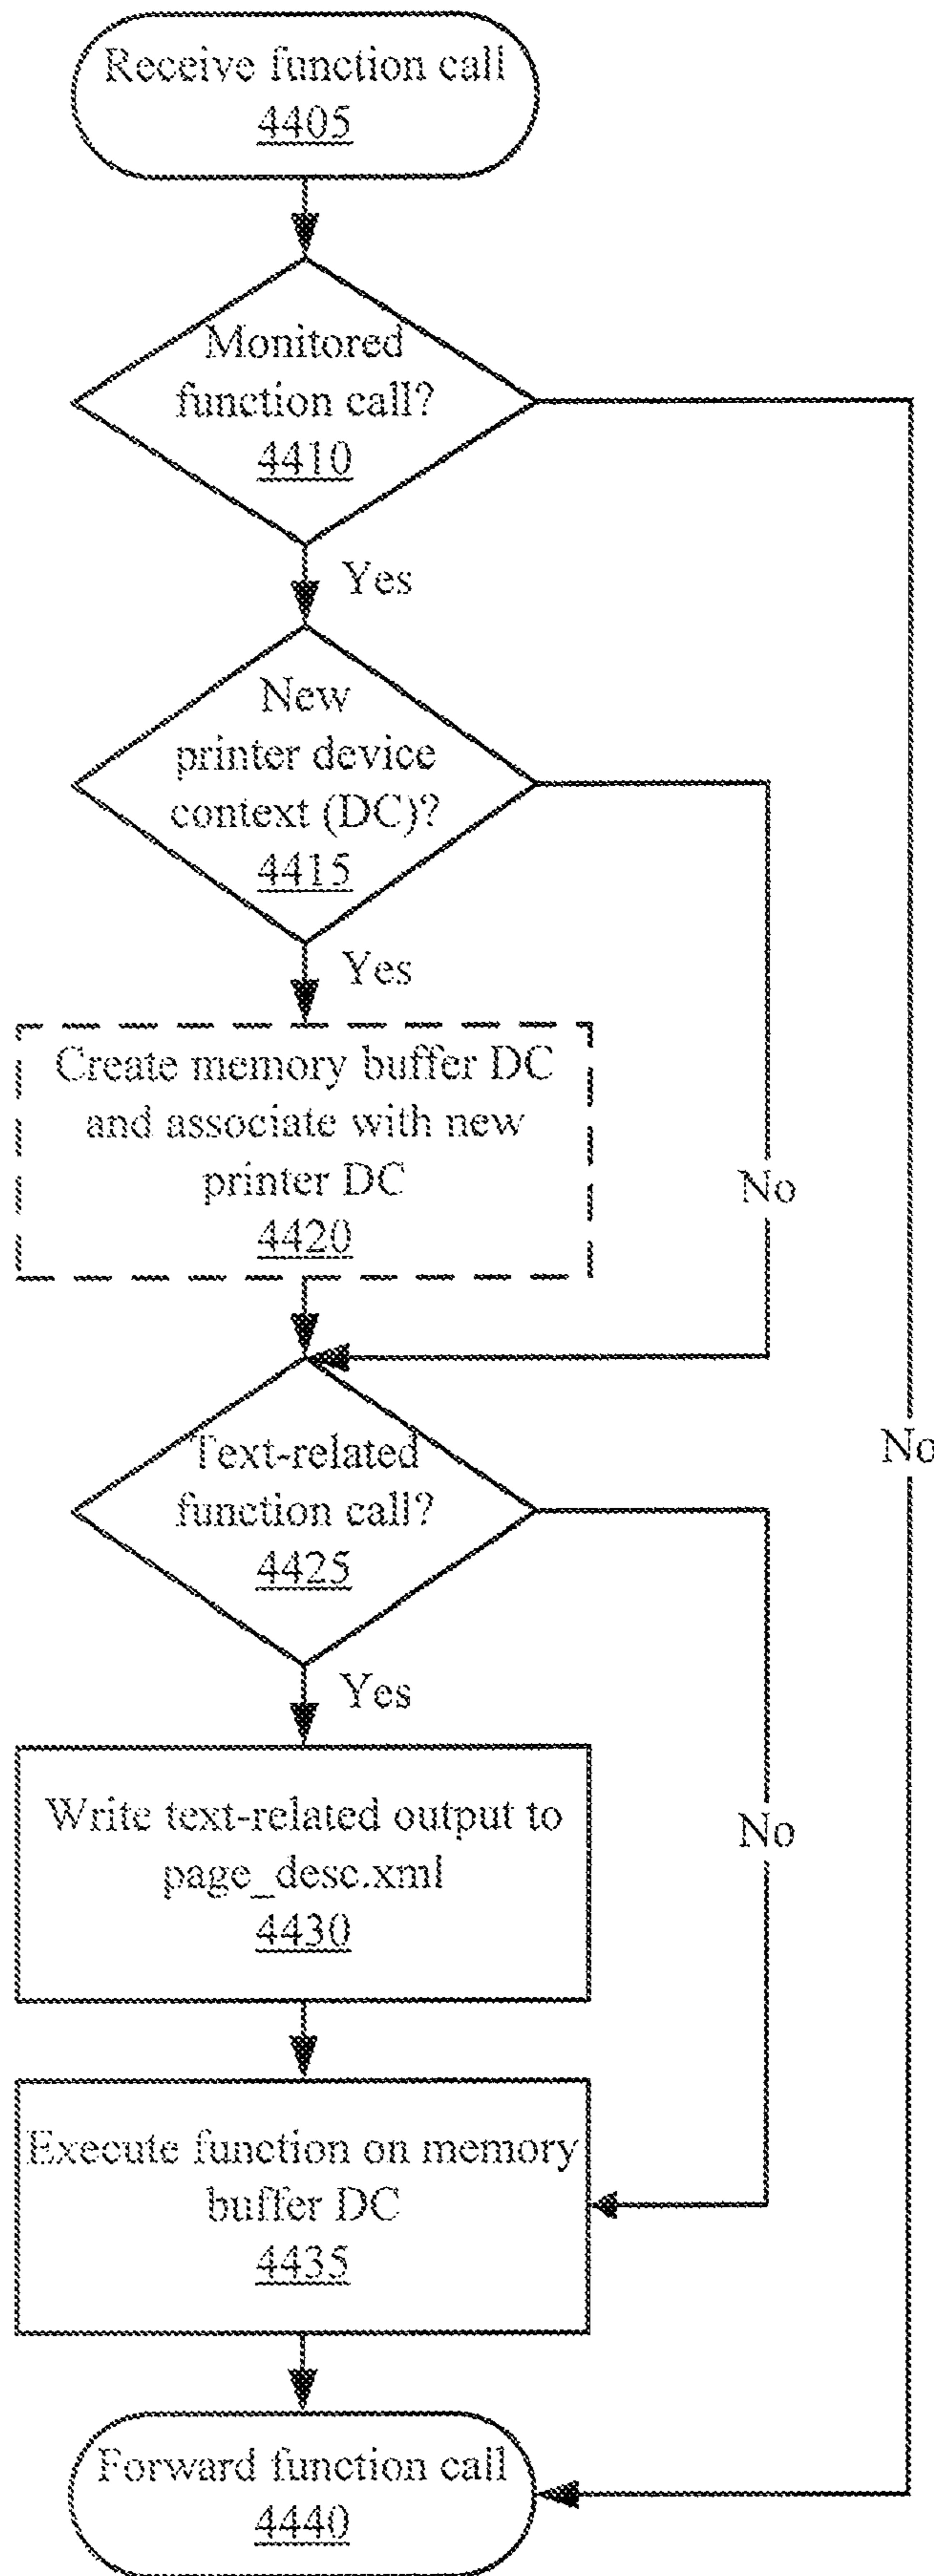 Receive function call
4405
Monitored
function call?
4410
Yes
New
printer device
context (DC)?
4415
Yes
Create memory buffer DC
and associate with new
printer DC
4420
No
Text-related
function call?
4425
No
Yes
Write text-related output to
page_desc.xml
4430
No
Execute function on memory
buffer DC
4435
Forward function call
4440